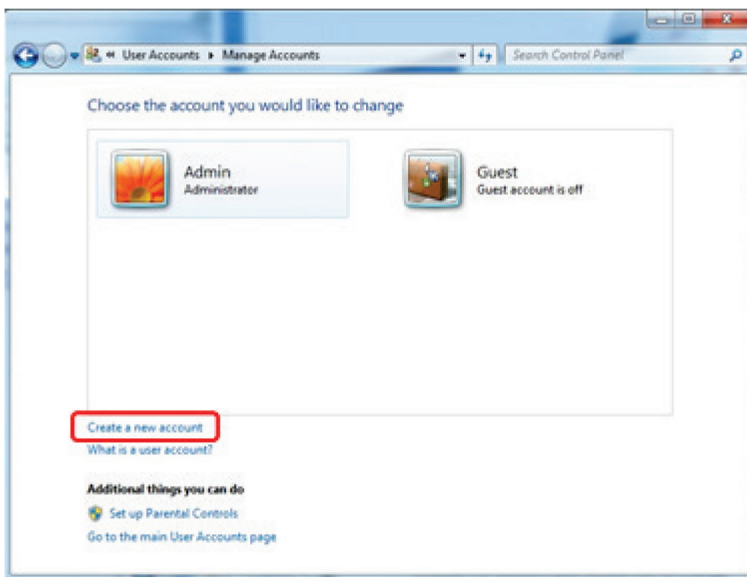 « User Accounts ▸ Manage Accounts
Search Control Panel
Choose the account you would like to change
Admin
Administrator
Guest
Guest account is off
Create a new account
What is a user account?
Additional things you can do
Set up Parental Controls
Go to the main User Accounts page